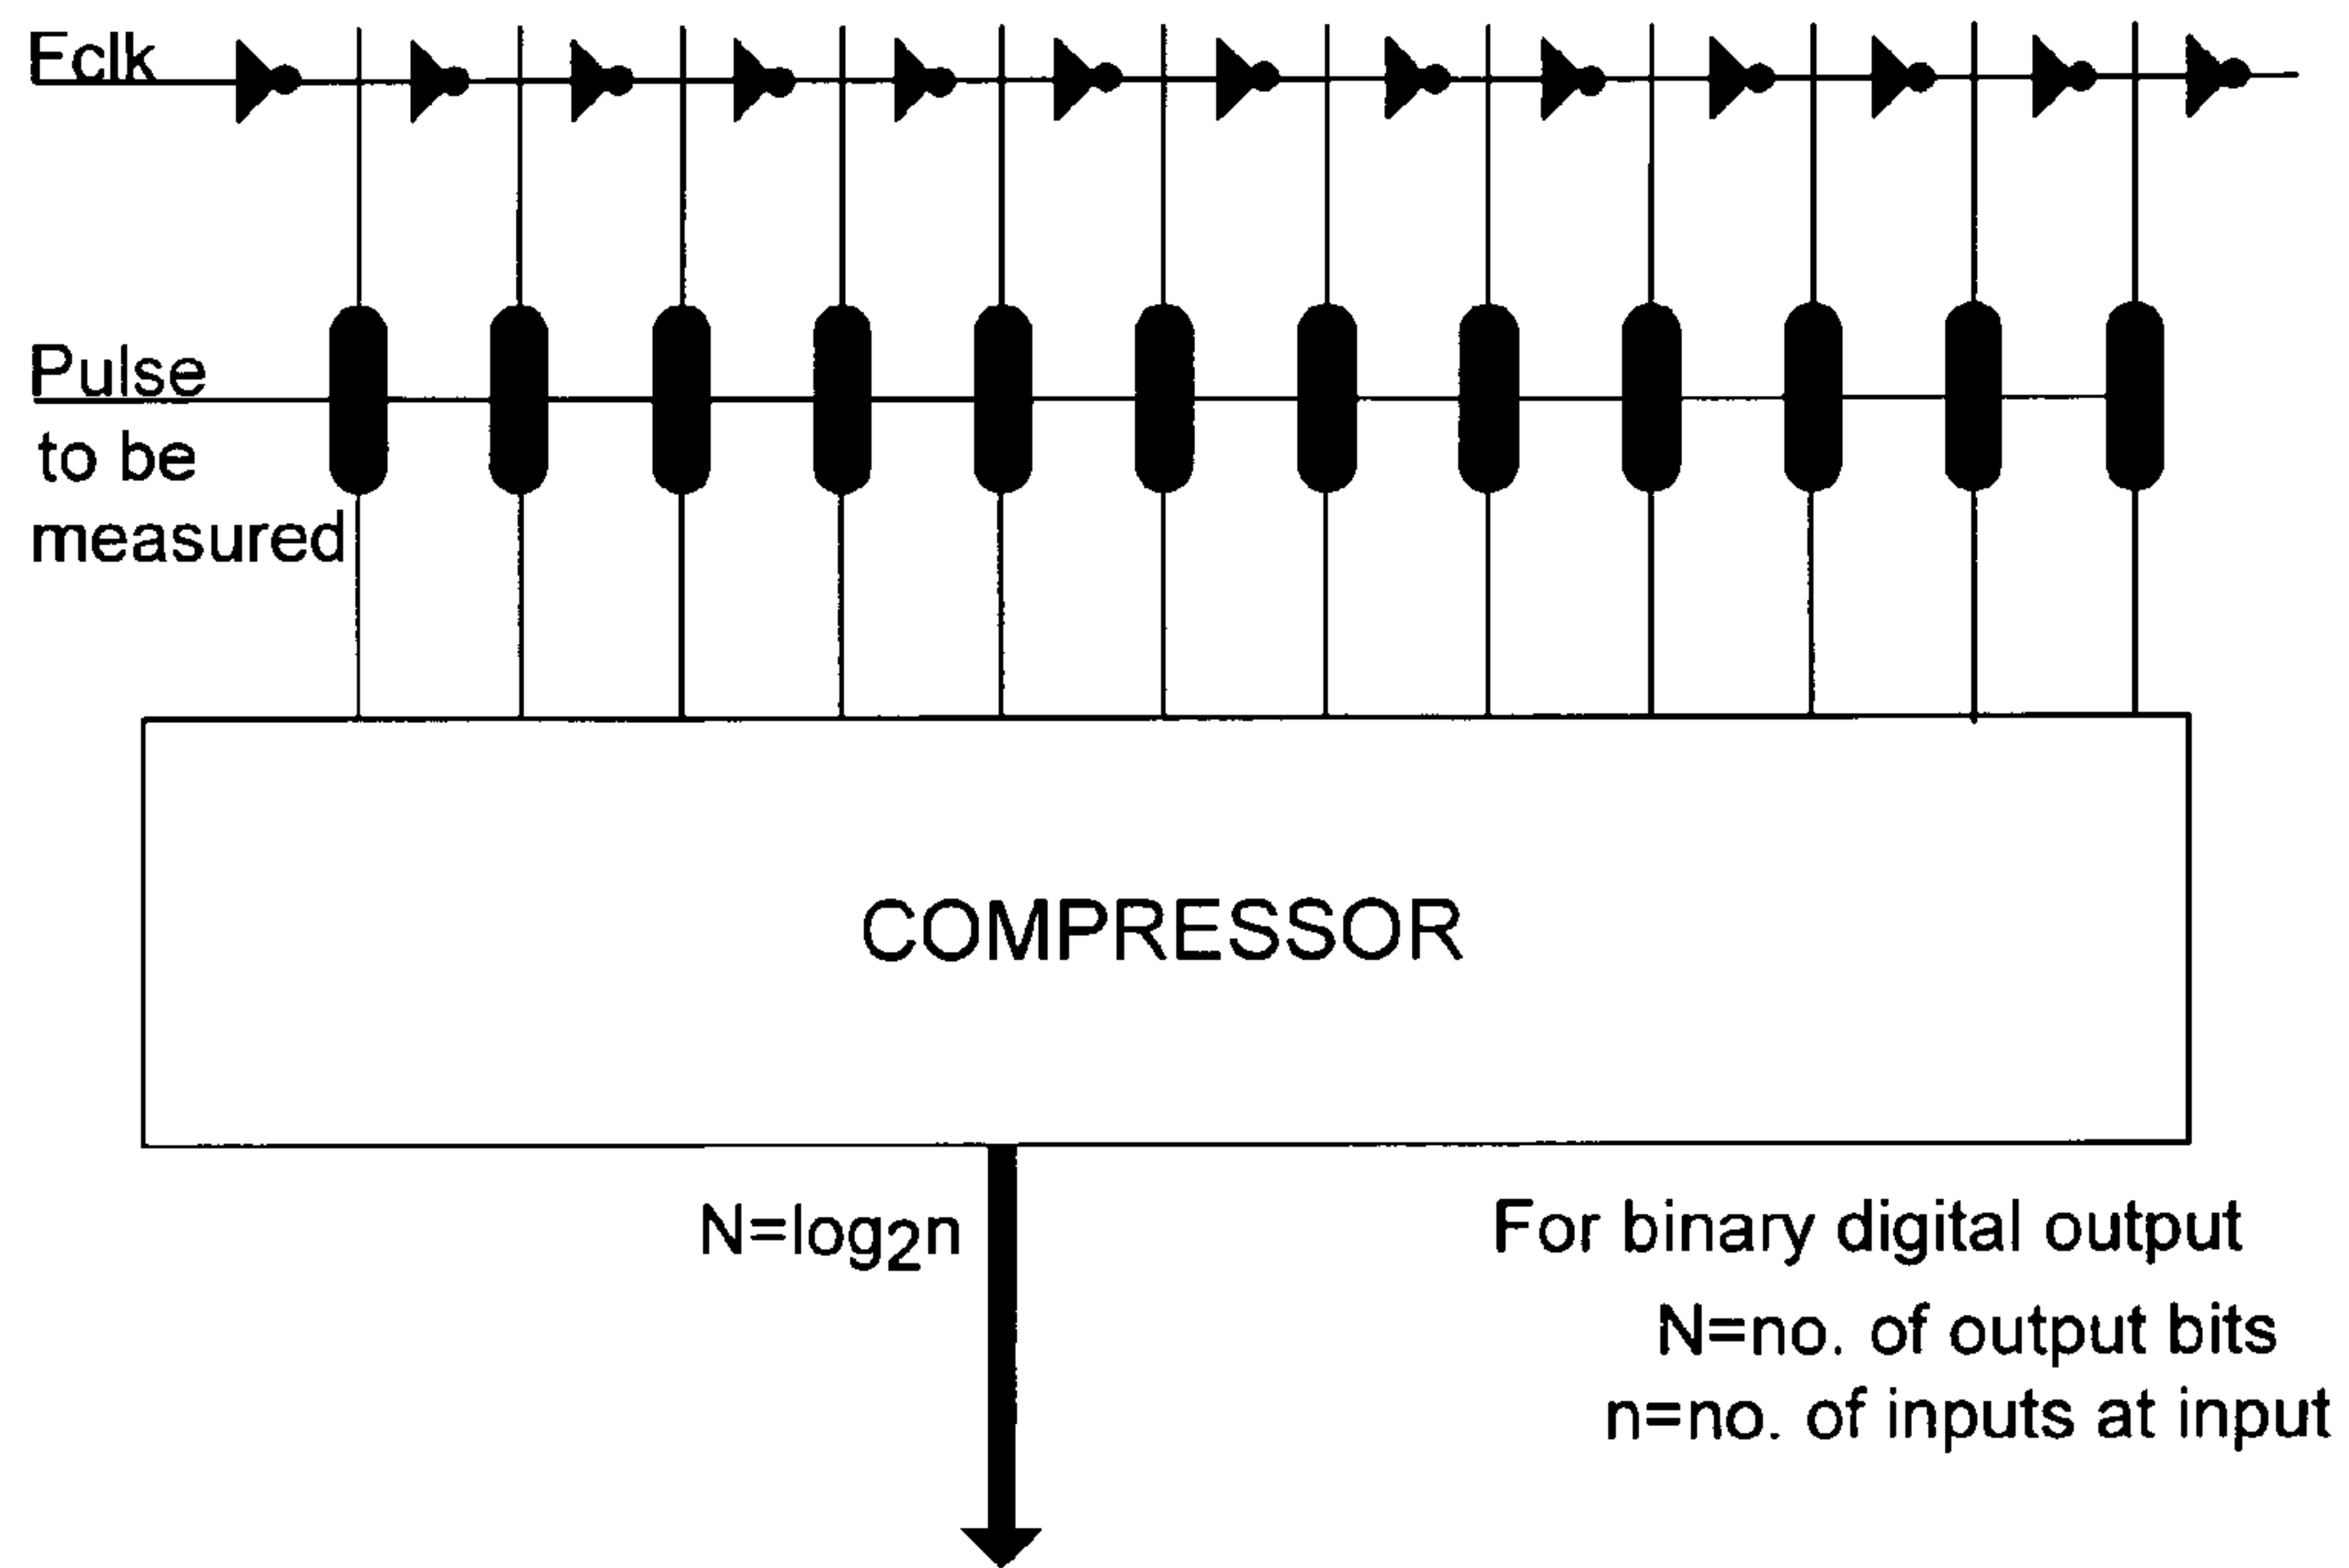 Fclk
Pulse
to be
measured
COMPRESSOR
N=log2n
For binary digital output
N=no. of output bits
n=no. of inputs at input